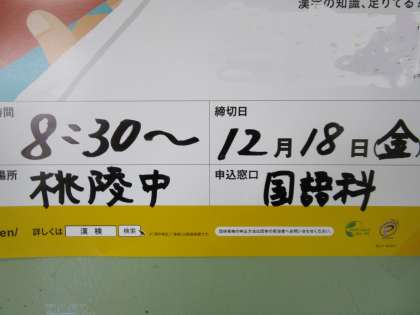 漢字の知識、足りてる
時間 締切日
8:30〜 12月18日(金)
場所 申込窓口
桃陵中 国語科
en/ 詳しくは 漢検 検索